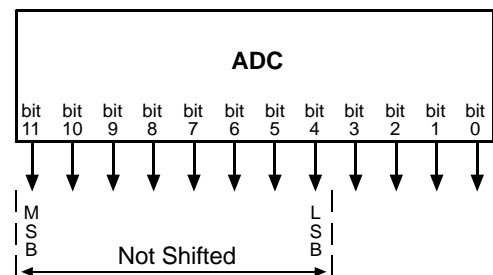 ADC
bit bit bit bit bit bit bit bit bit bit bit bit
11 10 9 8 7 6 5 4 3 2 1 0
M L
S S
B B
Not Shifted